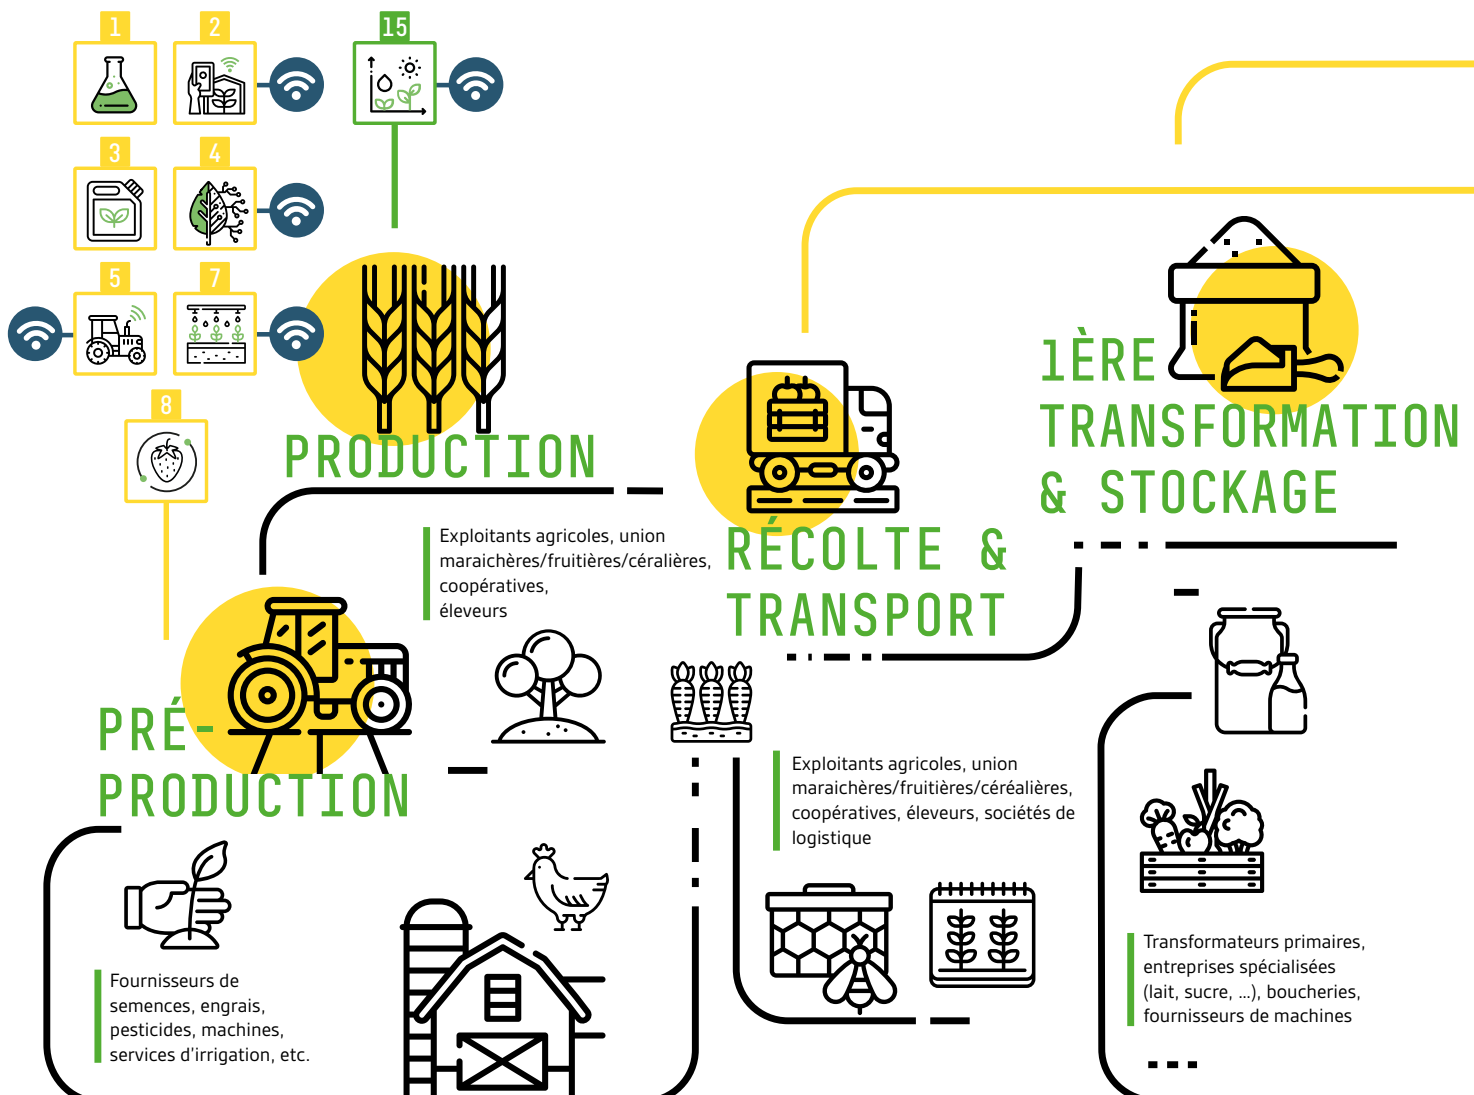 1
2
15
3
4
5
7
8
PRODUCTION
Exploitants agricoles, union
maraichères/fruitières/céralières,
coopératives,
éleveurs
PRÉ-
PRODUCTION
Fournisseurs de
semences, engrais,
pesticides, machines,
services d'irrigation, etc.
RÉCOLTE &
TRANSPORT
Exploitants agricoles, union
maraichères/fruitières/céréalières,
coopératives, éleveurs, sociétés de
logistique
1ÈRE
TRANSFORMATION
& STOCKAGE
Transformateurs primaires,
entreprises spécialisées
(lait, sucre, ...), boucheries,
fournisseurs de machines